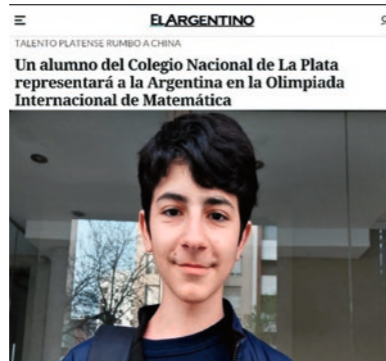 EL ARGENTINO
TALENTO PLATENSE RUMBO A CHINA
Un alumno del Colegio Nacional de La Plata
representará a la Argentina en la Olimpiada
Internacional de Matemática